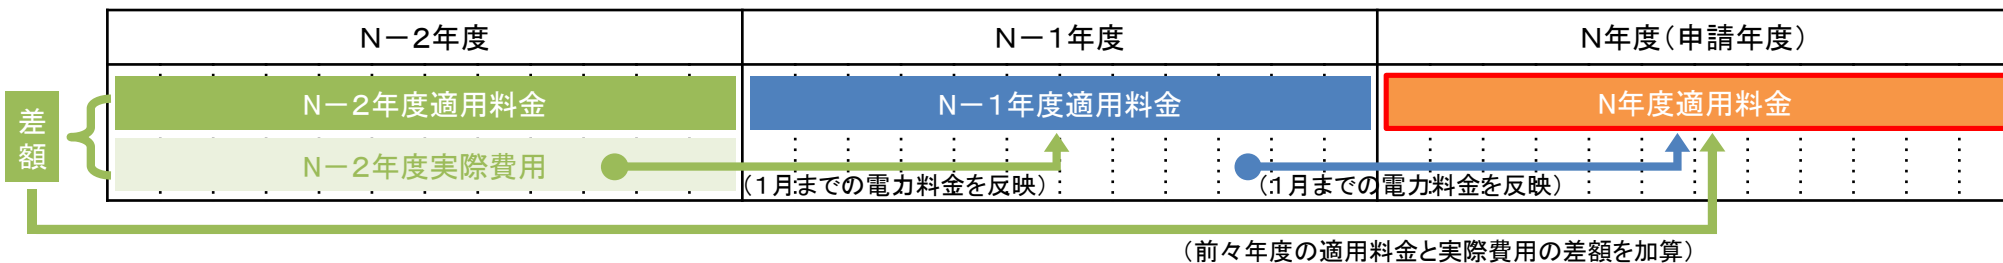 N－2年度
N－1年度
N年度（申請年度）
差額
N－2年度適用料金
N－1年度適用料金
N年度適用料金
N－2年度実際費用
（1月までの電力料金を反映）
（1月までの電力料金を反映）
（前々年度の適用料金と実際費用の差額を加算）